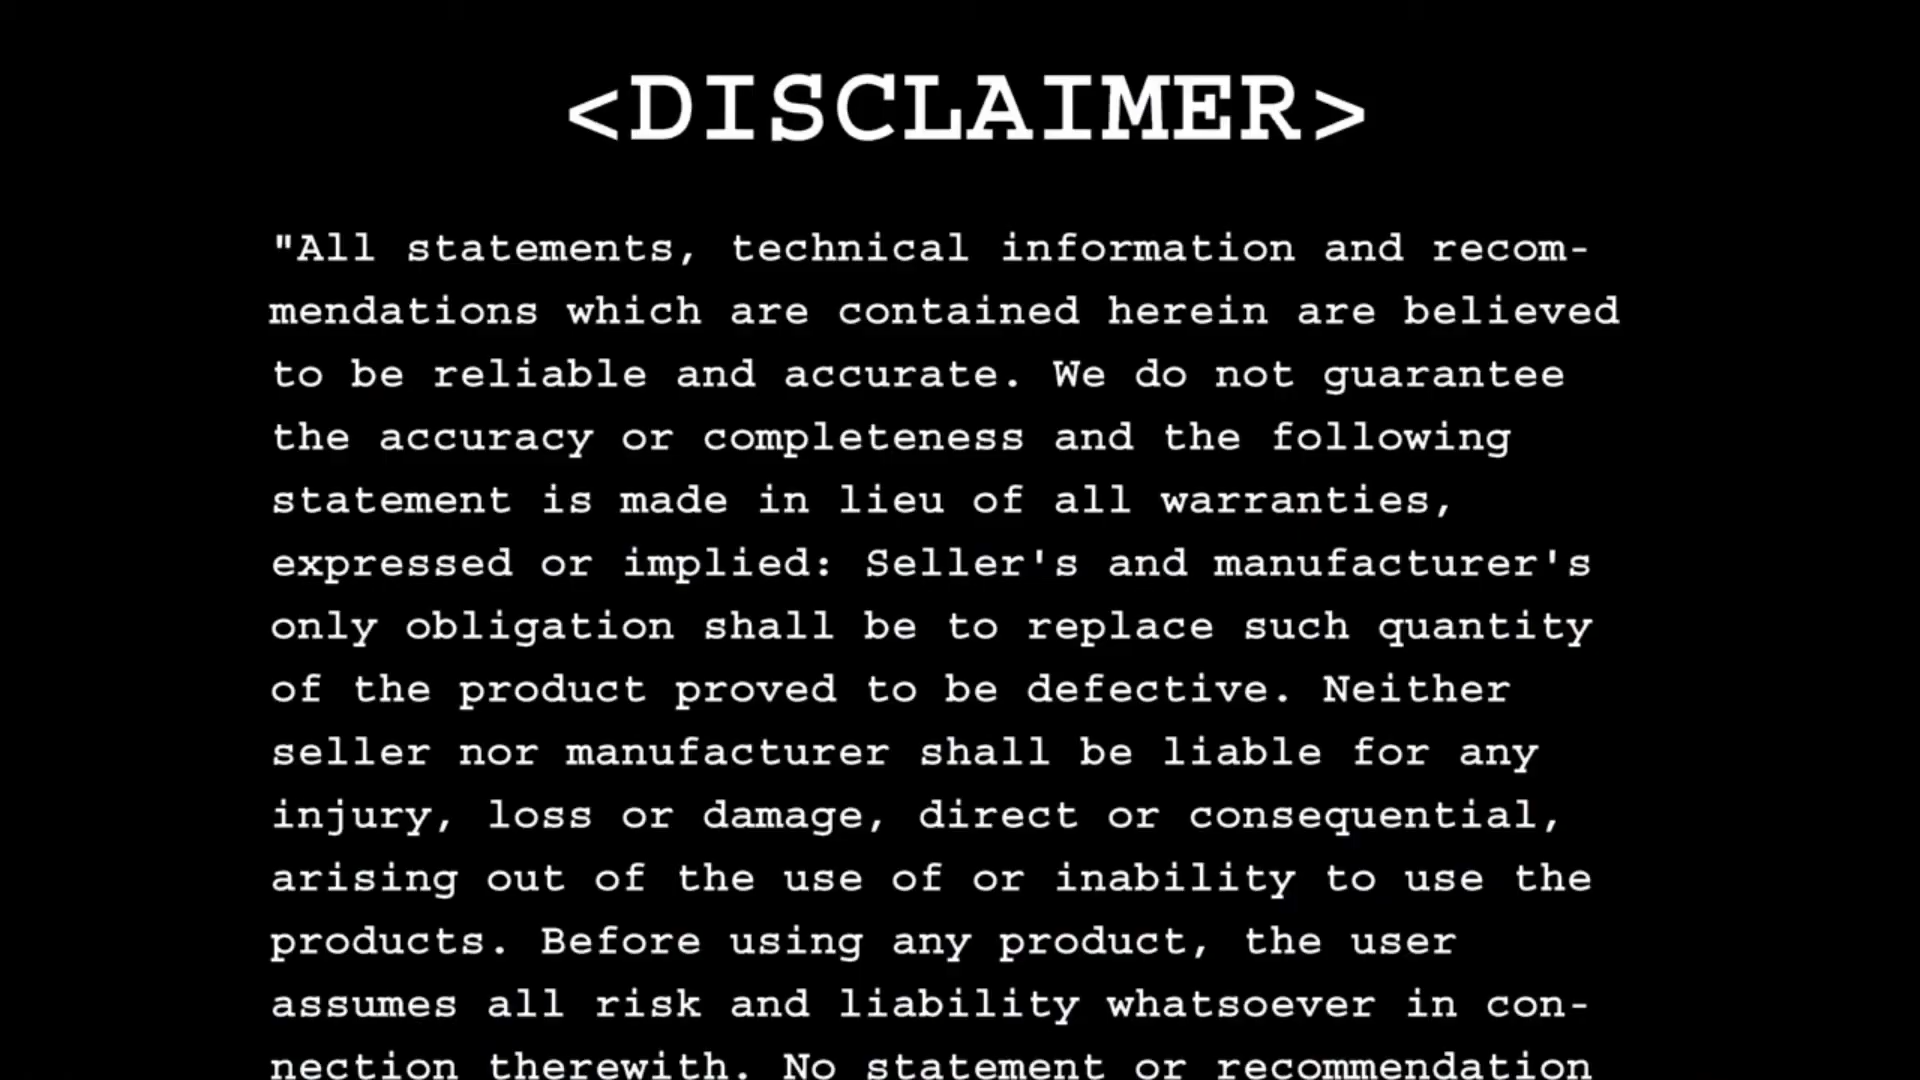 <DISCLAIMER>
"All statements, technical information and recom-
mendations which are contained herein are believed
to be reliable and accurate. We do not guarantee
the accuracy or completeness and the following
statement is made in lieu of all warranties,
expressed or implied: Seller's and manufacturer's
only obligation shall be to replace such quantity
of the product proved to be defective. Neither
seller nor manufacturer shall be liable for any
injury, loss or damage, direct or consequential,
arising out of the use of or inability to use the
products. Before using any product, the user
assumes all risk and liability whatsoever in con-
nection therewith. No statement or recommendation